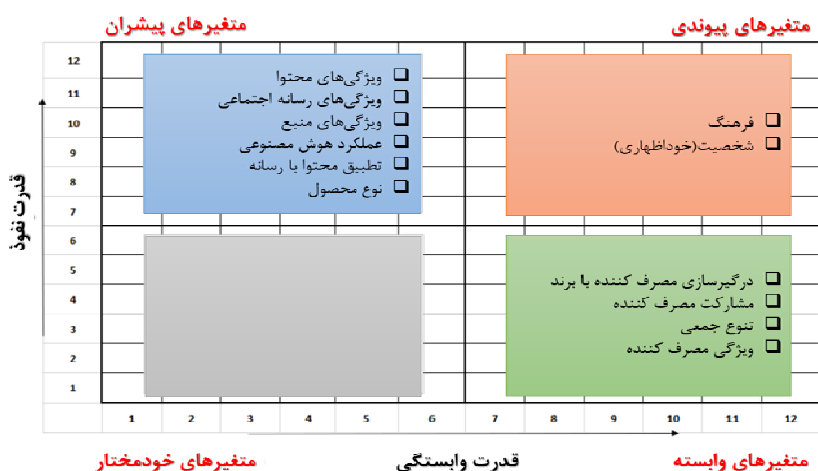 متغیرهای پیوندی
متغیرهای پیشران
12
11
10
9
8
7
6
5
4
3
2
1
قدرت نفوذ
ویژگی‌های محتوا
ویژگی‌های رسانه اجتماعی
ویژگی‌های منبع
عملکرد هوش مصنوعی
تطبیق محتوا با رسانه
نوع محصول
فرهنگ
شخصیت(خوداظهاری)
درگیرسازی مصرف کننده با برند
مشارکت مصرف کننده
تنوع جمعی
ویژگی مصرف کننده
1 2 3 4 5 6 7 8 9 10 11 12
متغیرهای وابسته
قدرت وابستگی
متغیرهای خودمختار